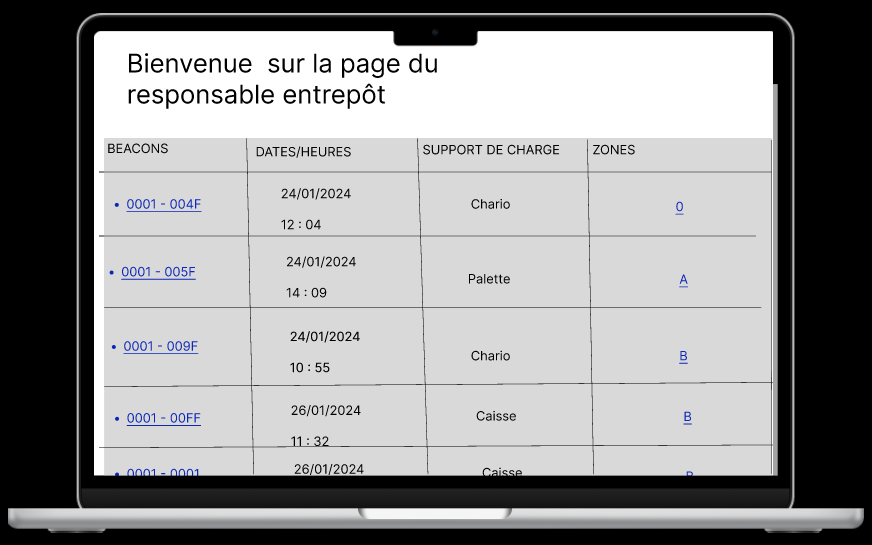 Bienvenue sur la page du
responsable entrepôt
BEACONS DATES/HEURES SUPPORT DE CHARGE ZONES
• 0001 - 004F 24/01/2024 Chario 0
12 : 04
• 0001 - 005F 24/01/2024 Palette A
14 : 09
• 0001 - 009F 24/01/2024 Chario B
10 : 55
• 0001 - 00FF 26/01/2024 Caisse B
11 : 32
• 0001 - 0001 26/01/2024 Caisse B